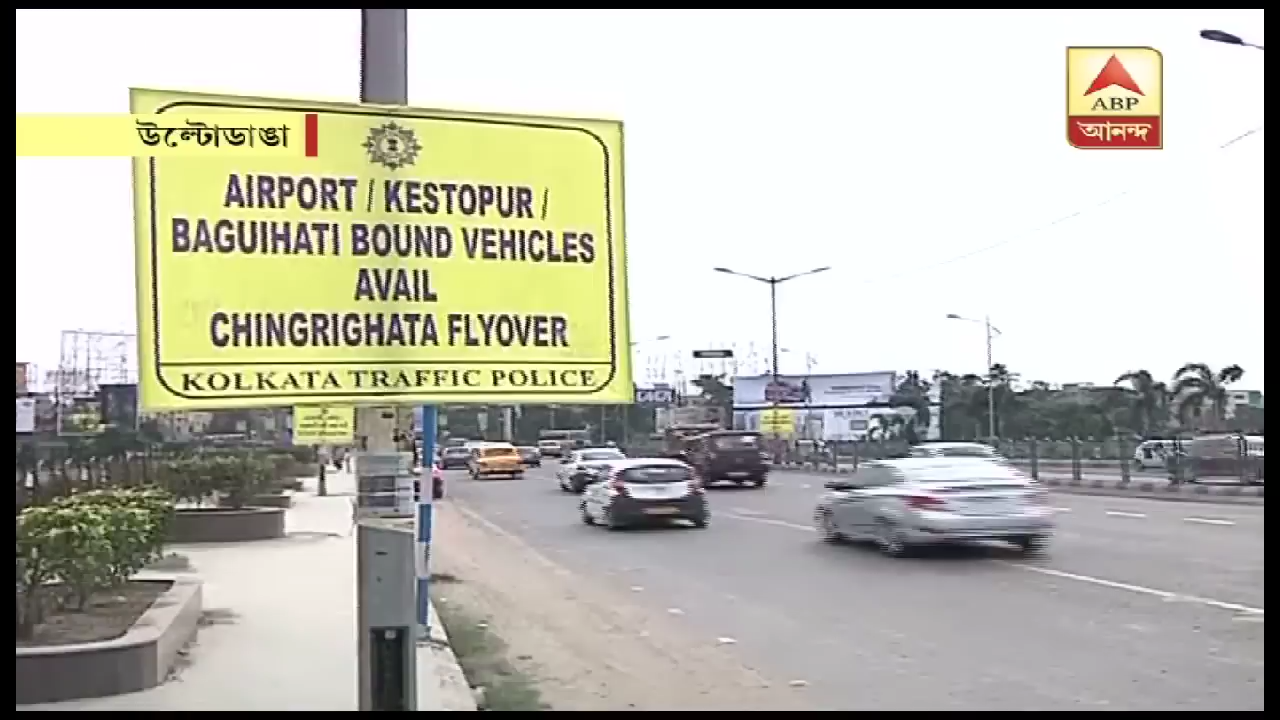 উল্টোডাঙা
AIRPORT / KESTOPUR /
BAGUIHATI BOUND VEHICLES
AVAIL
CHINGRIGHATA FLYOVER
KOLKATA TRAFFIC POLICE
ABP
আনন্দ